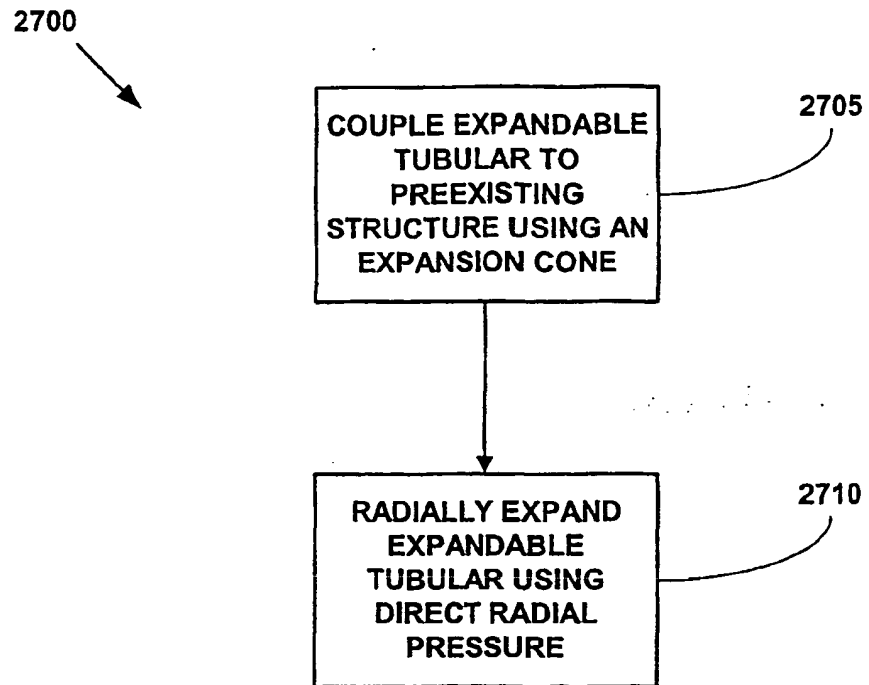 2700
2705
COUPLE EXPANDABLE
TUBULAR TO
PREEXISTING
STRUCTURE USING AN
EXPANSION CONE
2710
RADIALLY EXPAND
EXPANDABLE
TUBULAR USING
DIRECT RADIAL
PRESSURE